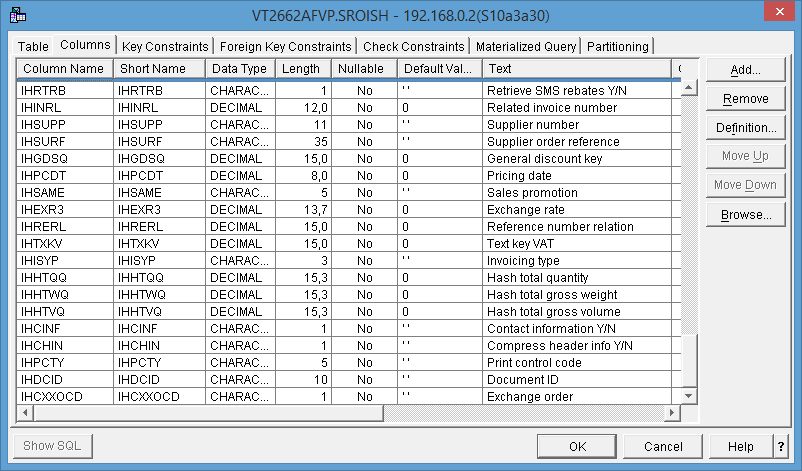 VT2662AFVP.SROISH - 192.168.0.2(S10a3a30)
Table Columns Key Constraints Foreign Key Constraints Check Constraints Materialized Query Partitioning
Column Name Short Name Data Type Length Nullable Default Val... Text
IHRTRB IHRTRB CHARAC... 1 No ' ' Retrieve SMS rebates Y/N
IHINRL IHINRL DECIMAL 12,0 No 0 Related invoice number
IHSUPP IHSUPP CHARAC... 11 No ' ' Supplier number
IHSURF IHSURF CHARAC... 35 No ' ' Supplier order reference
IHGDSQ IHGDSQ DECIMAL 15,0 No 0 General discount key
IHPCDT IHPCDT DECIMAL 8,0 No 0 Pricing date
IHSAME IHSAME CHARAC... 5 No ' ' Sales promotion
IHEXR3 IHEXR3 DECIMAL 13,7 No 0 Exchange rate
IHRERL IHRERL DECIMAL 15,0 No 0 Reference number relation
IHTXKV IHTXKV DECIMAL 15,0 No 0 Text key VAT
IHISYP IHISYP CHARAC... 3 No ' ' Invoicing type
IHHTQQ IHHTQQ DECIMAL 15,3 No 0 Hash total quantity
IHHTWQ IHHTWQ DECIMAL 15,3 No 0 Hash total gross weight
IHHTVQ IHHTVQ DECIMAL 15,3 No 0 Hash total gross volume
IHCINF IHCINF CHARAC... 1 No ' ' Contact information Y/N
IHCHIN IHCHIN CHARAC... 1 No ' ' Compress header info Y/N
IHPCTY IHPCTY CHARAC... 5 No ' ' Print control code
IHDCID IHDCID CHARAC... 10 No ' ' Document ID
IHCXXOCD IHCXXOCD CHARAC... 1 No ' ' Exchange order
Add...
Remove
Definition...
Move Up
Move Down
Browse...
Show SQL OK Cancel Help ?